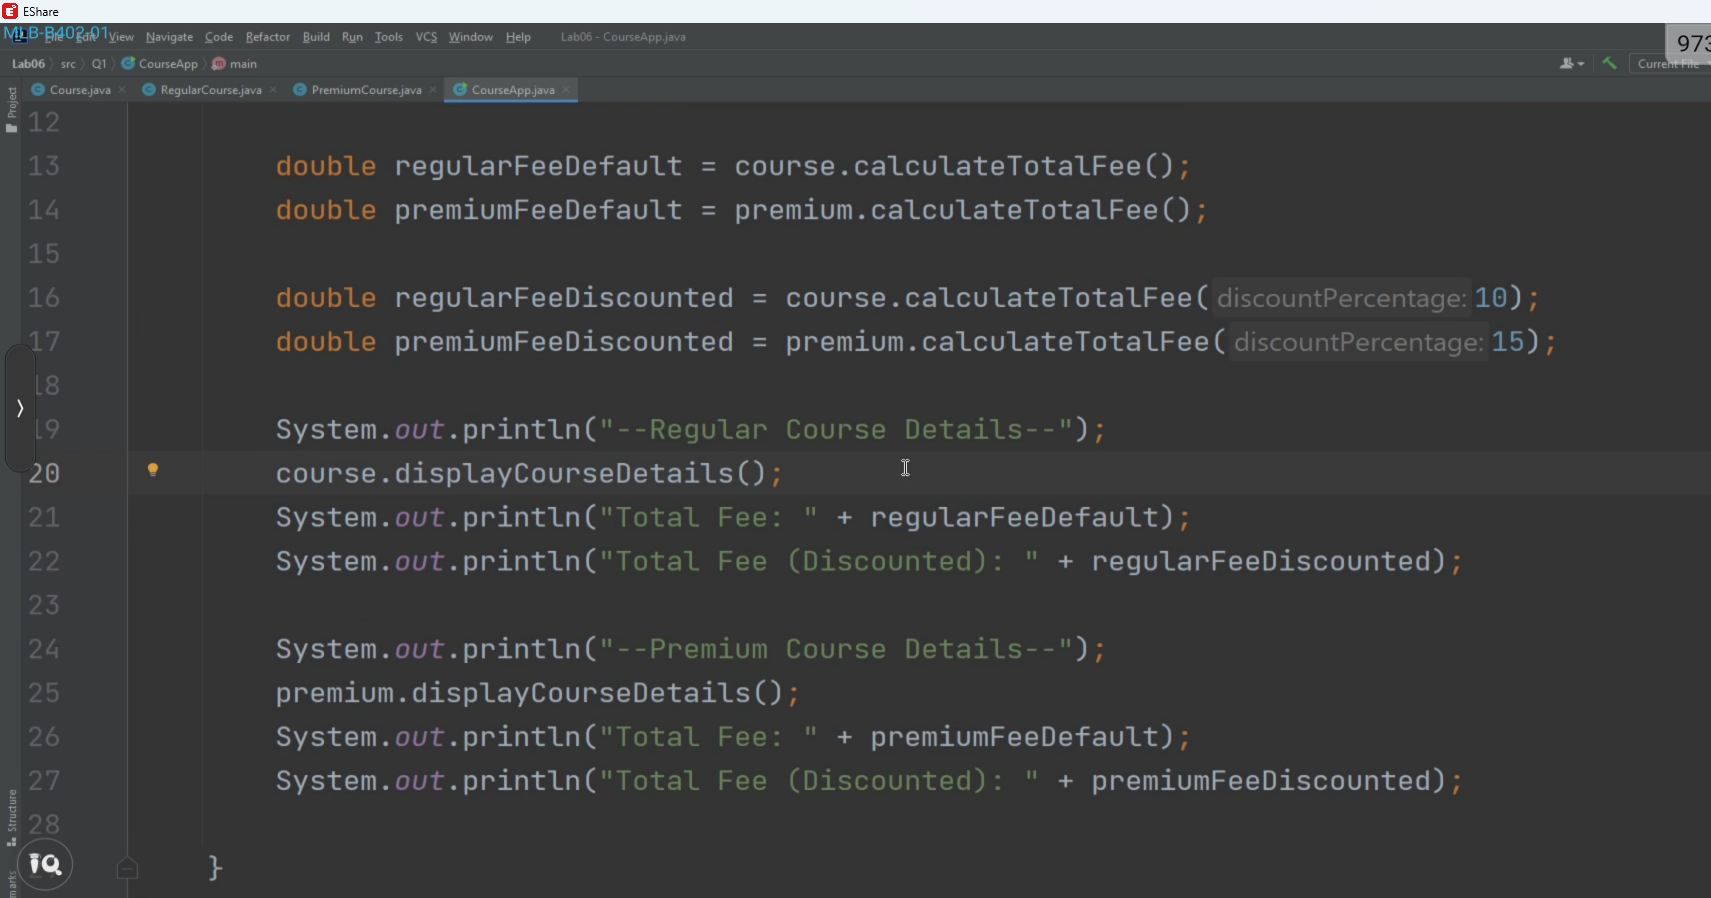 EShare
MLB-B402-01
File Edit View Navigate Code Refactor Build Run Tools VCS Window Help Lab06 - CourseApp.java
973
Lab06 src Q1 CourseApp main
Current File
Course.java RegularCourse.java PremiumCourse.java CourseApp.java
Project
12
13 double regularFeeDefault = course.calculateTotalFee();
14 double premiumFeeDefault = premium.calculateTotalFee();
15
16 double regularFeeDiscounted = course.calculateTotalFee( discountPercentage: 10);
17 double premiumFeeDiscounted = premium.calculateTotalFee( discountPercentage: 15);
18
19 System.out.println("--Regular Course Details--");
20 course.displayCourseDetails();
21 System.out.println("Total Fee: " + regularFeeDefault);
22 System.out.println("Total Fee (Discounted): " + regularFeeDiscounted);
23
24 System.out.println("--Premium Course Details--");
25 premium.displayCourseDetails();
26 System.out.println("Total Fee: " + premiumFeeDefault);
27 System.out.println("Total Fee (Discounted): " + premiumFeeDiscounted);
28
}
Structure
IQ